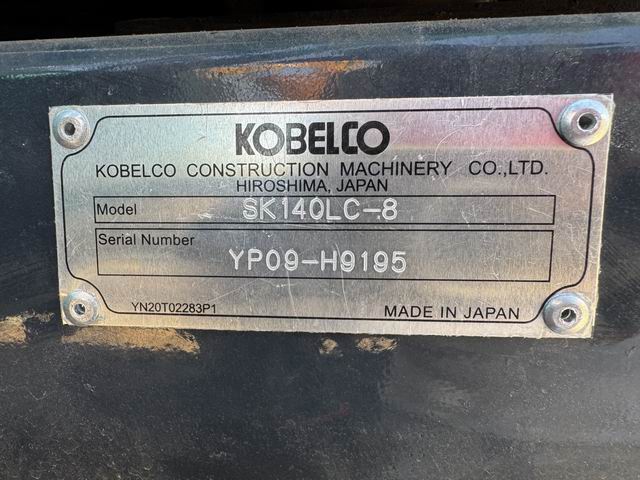 KOBELCO
KOBELCO CONSTRUCTION MACHINERY CO.,LTD.
HIROSHIMA, JAPAN
Model SK140LC-8
Serial Number YP09-H9195
YN20T02283P1 MADE IN JAPAN